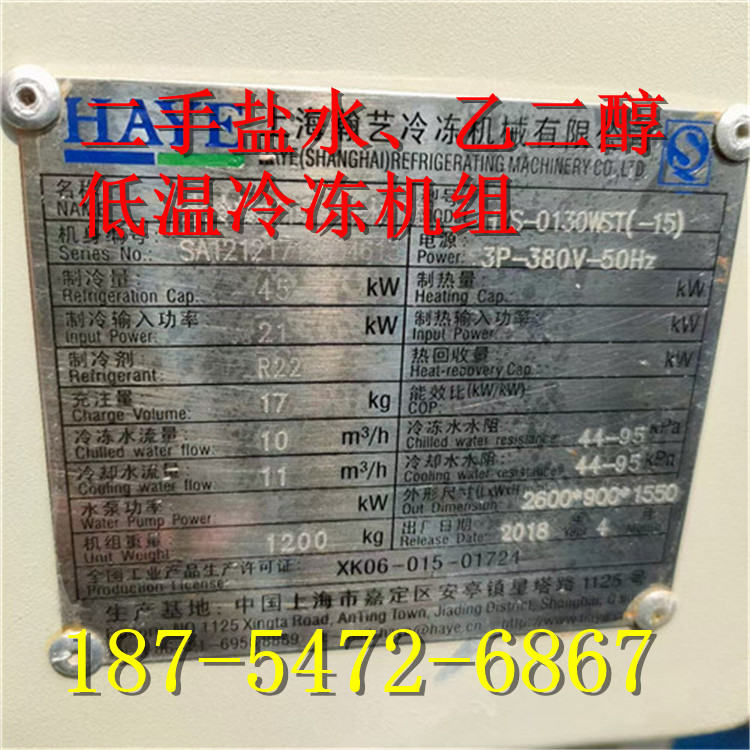 二手盐水、乙二醇
低温冷冻机组
HAYE 上海瀚艺冷冻机械有限公
HAYE(SHANGHAI)REFRIGERATING MACHINERY CO.,LTD.
名称
-0130WST(-15)
机身编号:
Series No.: 电源:
Power: 3P-380V-50Hz
制冷量: 制热量:
Refrigeration Cap.: 45 kW Heating Cap.: kW
制冷输入功率: 制热输入功率:
Input Power: 21 kW Input Power: kW
制冷剂: 热回收量:
Refrigerant: R22 Heat-recovery Cap.: kW
充注量: 能效比(kW/kW)
Charge Volume: 17 kg COP:
冷冻水流量: 冷冻水水阻:
Chilled water flow: 10 m³/h Chilled water resistance: 44-95 kPa
冷却水流量: 冷却水水阻:
Cooling water flow: 11 m³/h Cooling water resistance: 44-95 kPa
水泵功率: 外形尺寸(LxWxH)
Water Pump Power: kW Out Dimension: 2600*900*1550
机组重量: 出厂日期: 年 月
Unit Weight: 1200 kg Release Date: 2018 4
全国工业产品生产许可证:
Production License: XK06-015-01724
生产基地: 中国上海市嘉定区安亭镇星塔路1125号
NO.1125 Xingta Road, AnTing Town, Jiading District, Shanghai,
@haye.cn
187-5472-6867